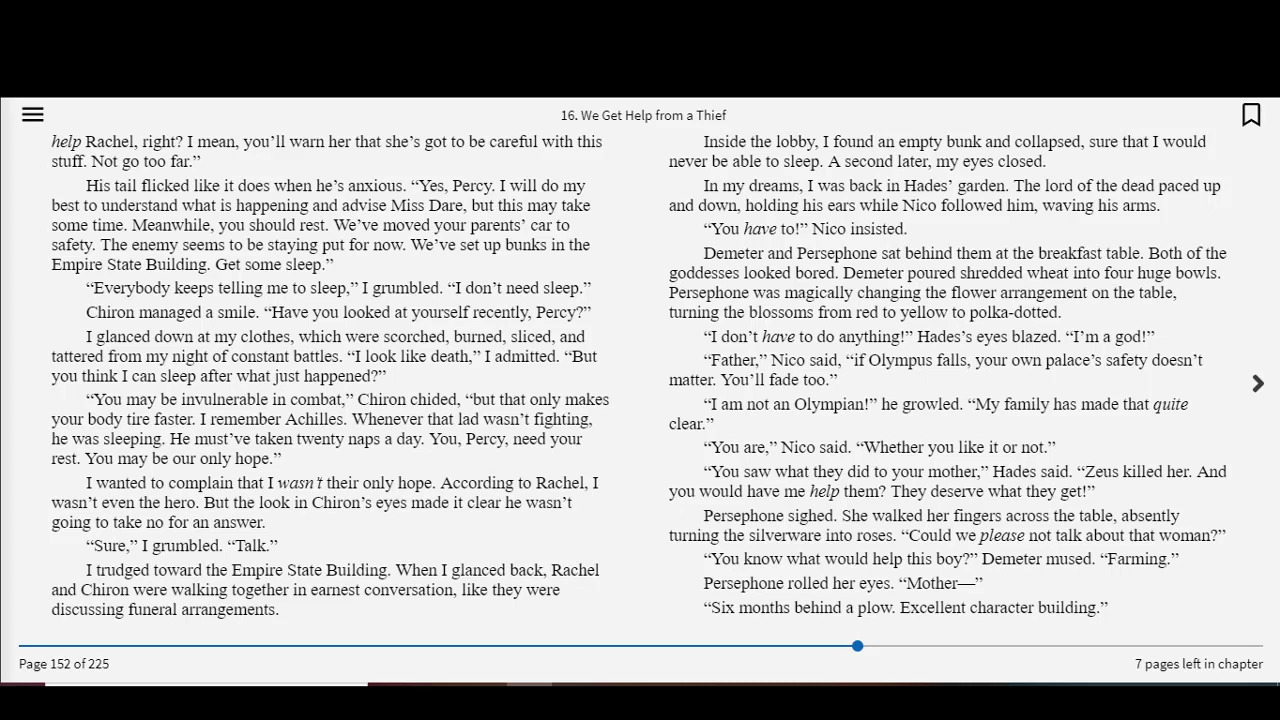 16. We Get Help from a Thief
help Rachel, right? I mean, you’ll warn her that she’s got to be careful with this
stuff. Not go too far.”
His tail flicked like it does when he’s anxious. “Yes, Percy. I will do my
best to understand what is happening and advise Miss Dare, but this may take
some time. Meanwhile, you should rest. We’ve moved your parents’ car to
safety. The enemy seems to be staying put for now. We’ve set up bunks in the
Empire State Building. Get some sleep.”
“Everybody keeps telling me to sleep,” I grumbled. “I don’t need sleep.”
Chiron managed a smile. “Have you looked at yourself recently, Percy?”
I glanced down at my clothes, which were scorched, burned, sliced, and
tattered from my night of constant battles. “I look like death,” I admitted. “But
you think I can sleep after what just happened?”
“You may be invulnerable in combat,” Chiron chided, “but that only makes
your body tire faster. I remember Achilles. Whenever that lad wasn’t fighting,
he was sleeping. He must’ve taken twenty naps a day. You, Percy, need your
rest. You may be our only hope.”
I wanted to complain that I wasn’t their only hope. According to Rachel, I
wasn’t even the hero. But the look in Chiron’s eyes made it clear he wasn’t
going to take no for an answer.
“Sure,” I grumbled. “Talk.”
I trudged toward the Empire State Building. When I glanced back, Rachel
and Chiron were walking together in earnest conversation, like they were
discussing funeral arrangements.
Inside the lobby, I found an empty bunk and collapsed, sure that I would
never be able to sleep. A second later, my eyes closed.
In my dreams, I was back in Hades’ garden. The lord of the dead paced up
and down, holding his ears while Nico followed him, waving his arms.
“You have to!” Nico insisted.
Demeter and Persephone sat behind them at the breakfast table. Both of the
goddesses looked bored. Demeter poured shredded wheat into four huge bowls.
Persephone was magically changing the flower arrangement on the table,
turning the blossoms from red to yellow to polka-dotted.
“I don’t have to do anything!” Hades’s eyes blazed. “I’m a god!”
“Father,” Nico said, “if Olympus falls, your own palace’s safety doesn’t
matter. You’ll fade too.”
“I am not an Olympian!” he growled. “My family has made that quite
clear.”
“You are,” Nico said. “Whether you like it or not.”
“You saw what they did to your mother,” Hades said. “Zeus killed her. And
you would have me help them? They deserve what they get!”
Persephone sighed. She walked her fingers across the table, absently
turning the silverware into roses. “Could we please not talk about that woman?”
“You know what would help this boy?” Demeter mused. “Farming.”
Persephone rolled her eyes. “Mother—”
“Six months behind a plow. Excellent character building.”
Page 152 of 225
7 pages left in chapter